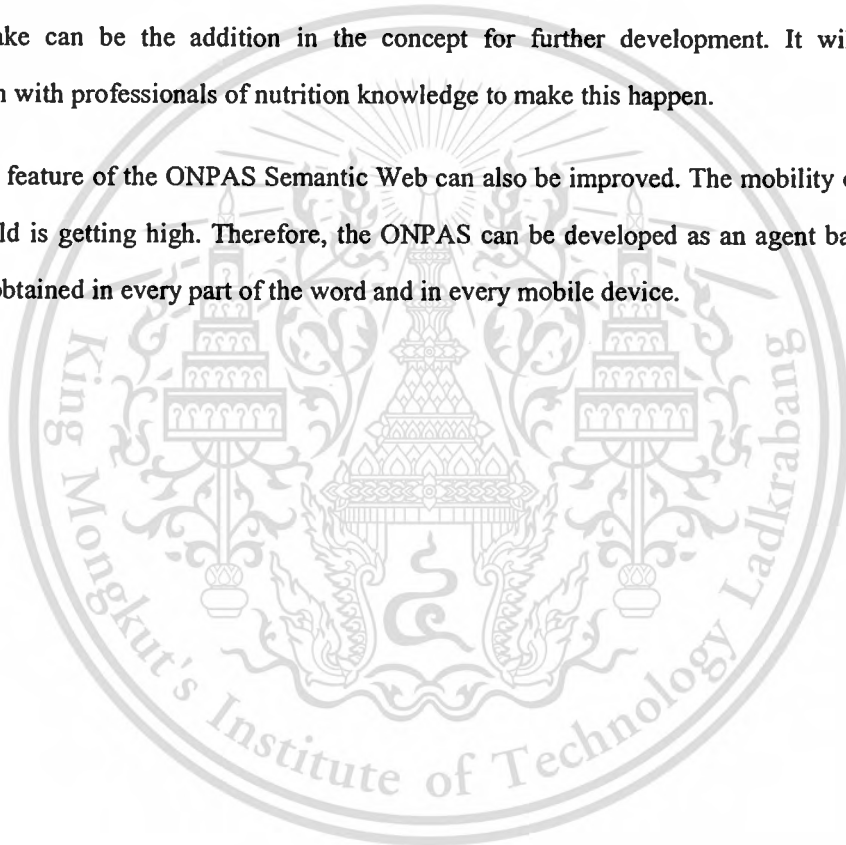 ake can be the addition in the concept for further development. It wi
n with professionals of nutrition knowledge to make this happen.
feature of the ONPAS Semantic Web can also be improved. The mobility
ld is getting high. Therefore, the ONPAS can be developed as an agent ba
obtained in every part of the word and in every mobile device.
King Mongkut's Institute of Technology Ladkrabang